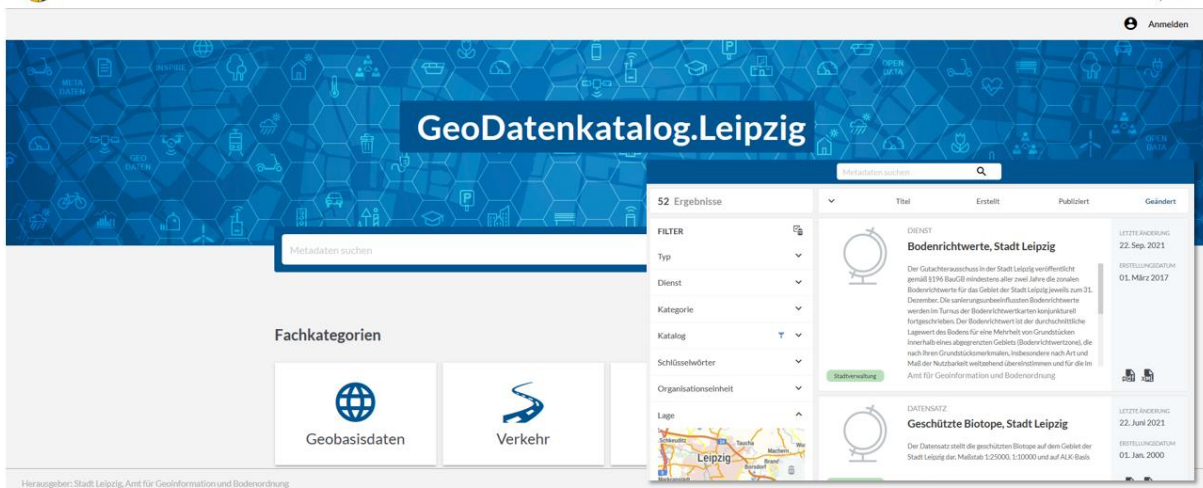 Anmelden
META
DATEN
INSPIRE
OPEN
DATA
GEO
DATEN
OPEN
DATA
GeoDatenkatalog.Leipzig
Metadaten suchen
Fachkategorien
Geobasisdaten
Verkehr
Herausgeber: Stadt Leipzig, Amt für Geoinformation und Bodenordnung
Metadaten suchen
52 Ergebnisse
Titel Erstellt Publiziert Geändert
FILTER
Typ
Dienst
Kategorie
Katalog
Schlüsselwörter
Organisationseinheit
Lage
Schkeuditz
Taucha
Machern
Leipzig
Borsdorf
Brandis
Markranstädt
DIENST
Bodenrichtwerte, Stadt Leipzig
Der Gutachterausschuss in der Stadt Leipzig veröffentlicht
gemäß §196 BauGB mindestens aller zwei Jahre die zonalen
Bodenrichtwerte für das Gebiet der Stadt Leipzig jeweils zum 31.
Dezember. Die sanierungsunbeeinflussten Bodenrichtwerte
werden im Turnus der Bodenrichtwertkarten konjunkturell
fortgeschrieben. Der Bodenrichtwert ist der durchschnittliche
Lagewert des Bodens für eine Mehrheit von Grundstücken
innerhalb eines abgegrenzten Gebiets (Bodenrichtwertzone), die
nach ihren Grundstücksmerkmalen, insbesondere nach Art und
Maß der Nutzbarkeit weitgehend übereinstimmen und für die im
Stadtverwaltung
Amt für Geoinformation und Bodenordnung
LETZTE ÄNDERUNG
22. Sep. 2021
ERSTELLUNGSDATUM
01. März 2017
DATENSATZ
Geschützte Biotope, Stadt Leipzig
Der Datensatz stellt die geschützten Biotope auf dem Gebiet der
Stadt Leipzig dar, Maßstab 1:25000, 1:10000 und auf ALK-Basis
LETZTE ÄNDERUNG
22. Juni 2021
ERSTELLUNGSDATUM
01. Jan. 2000